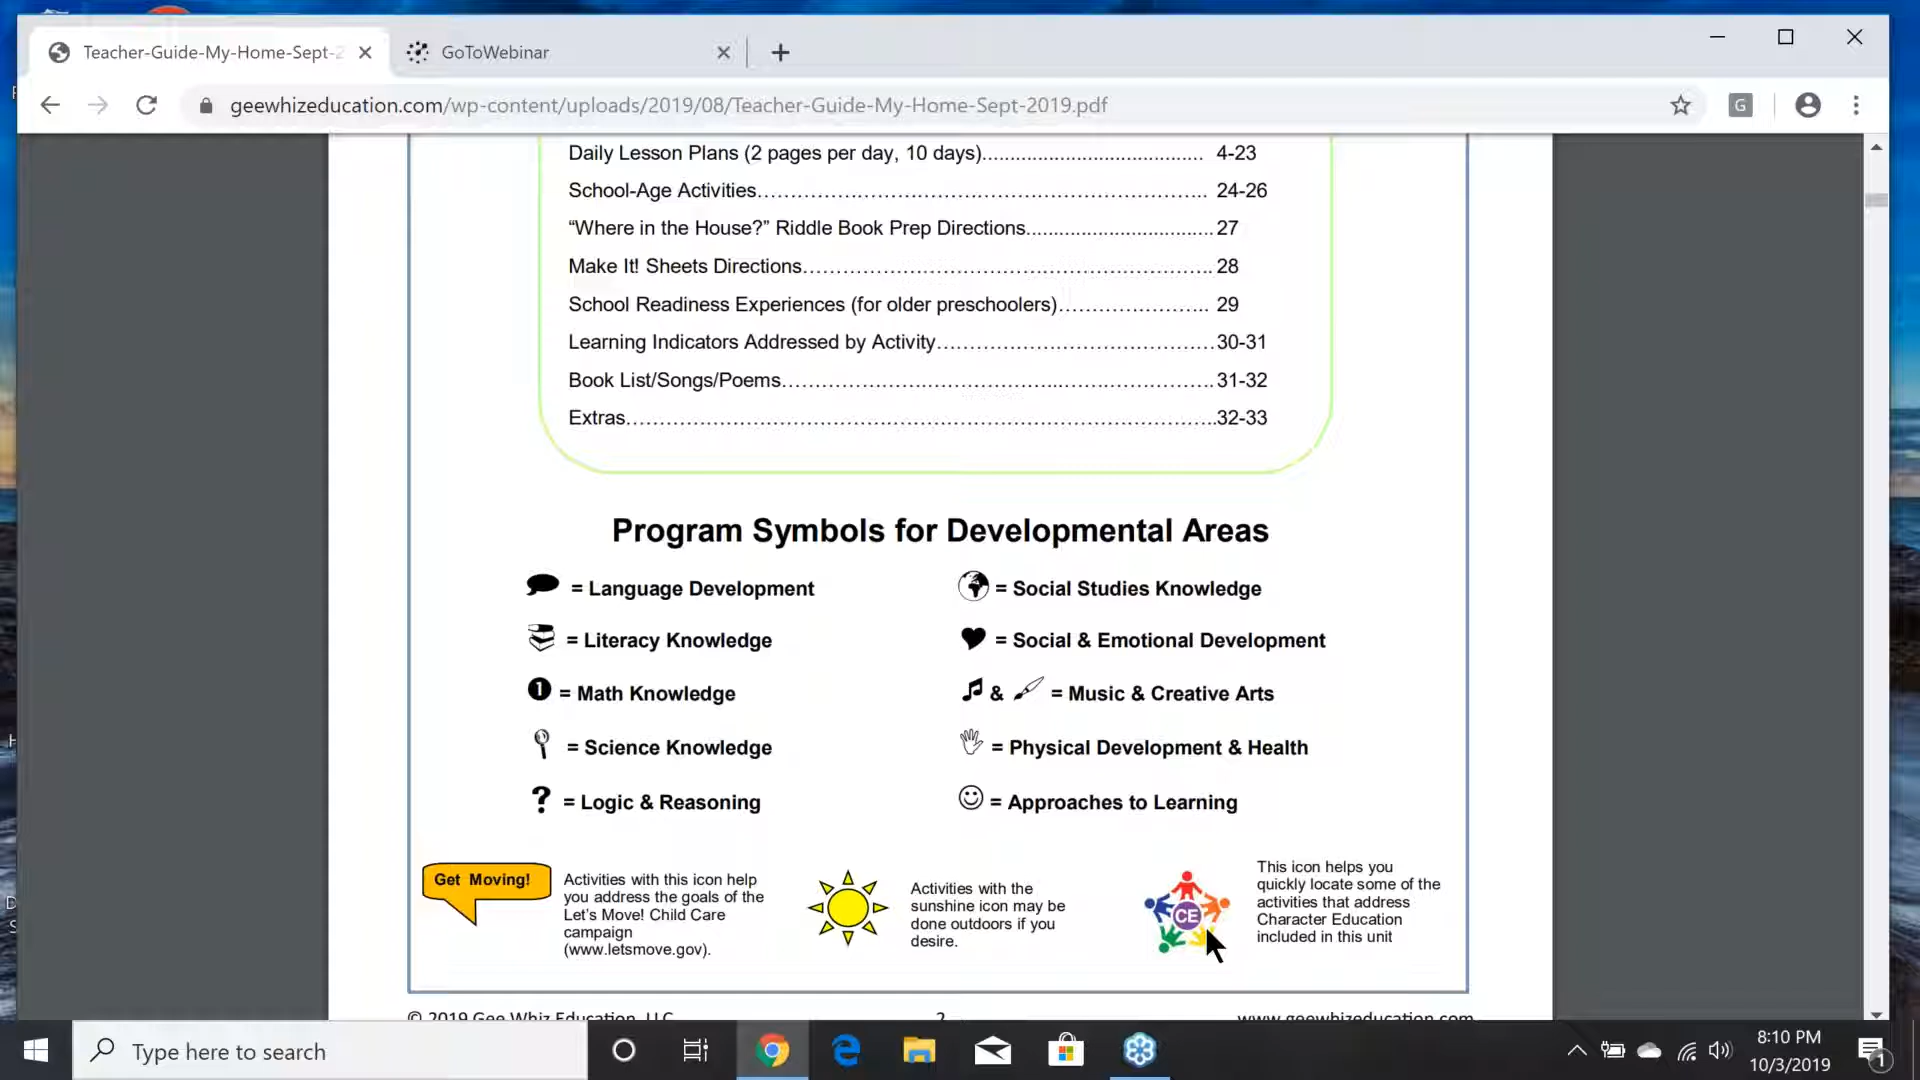 Teacher-Guide-My-Home-Sept-2
GoToWebinar
geewhizeducation.com/wp-content/uploads/2019/08/Teacher-Guide-My-Home-Sept-2019.pdf
G
Daily Lesson Plans (2 pages per day, 10 days)........................................ 4-23
School-Age Activities…………………………………………………………. 24-26
“Where in the House?” Riddle Book Prep Directions.................................. 27
Make It! Sheets Directions…………………………………………………….. 28
School Readiness Experiences (for older preschoolers)…………………….. 29
Learning Indicators Addressed by Activity……………………………………30-31
Book List/Songs/Poems………………………………………………………. 31-32
Extras…………………………………………………………………………..32-33
Program Symbols for Developmental Areas
= Language Development
= Social Studies Knowledge
= Literacy Knowledge
= Social & Emotional Development
1 = Math Knowledge
& = Music & Creative Arts
= Science Knowledge
= Physical Development & Health
? = Logic & Reasoning
= Approaches to Learning
Get Moving!
Activities with this icon help
you address the goals of the
Let’s Move! Child Care
campaign
(www.letsmove.gov).
Activities with the
sunshine icon may be
done outdoors if you
desire.
CE
This icon helps you
quickly locate some of the
activities that address
Character Education
included in this unit
© 2019 Gee Whiz Education, LLC
2
www.geewhizeducation.com
Type here to search
8:10 PM
10/3/2019
1